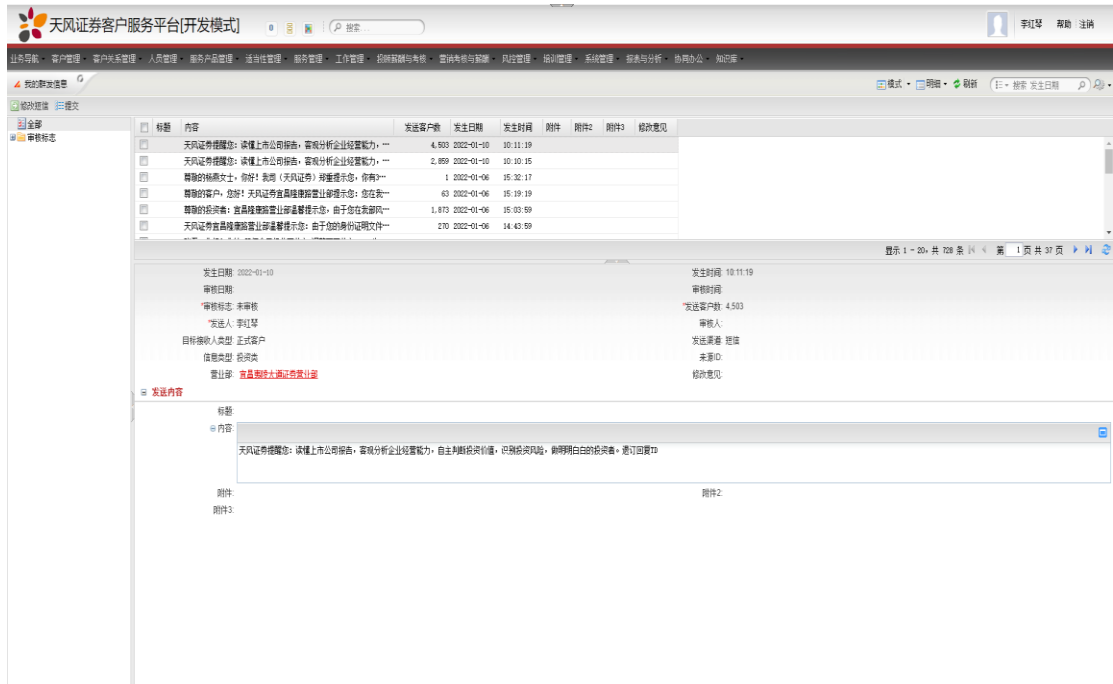 天风证券客户服务平台[开发模式]
搜索...
李红琴 帮助 注销
业务导航 客户管理 客户关系管理 人员管理 服务产品管理 适当性管理 服务管理 工作管理 投顾薪酬与考核 营销考核与薪酬 风控管理 培训管理 系统管理 报表与分析 协同办公 知识库
我的群发信息
模式 明细 刷新 搜索 发生日期
修改短信 提交
全部
审核标志
标题 内容 发送客户数 发生日期 发生时间 附件 附件2 附件3 修改意见
天风证券提醒您：读懂上市公司报告，客观分析企业经营能力，… 4,503 2022-01-10 10:11:19
天风证券提醒您：读懂上市公司报告，客观分析企业经营能力，… 2,859 2022-01-10 10:10:15
尊敬的杨燕女士，你好！我司（天风证券）郑重提示您，你有3… 1 2022-01-06 15:32:17
尊敬的客户，您好！天风证券宜昌隆康路营业部提示您：您在我… 63 2022-01-06 15:19:19
尊敬的投资者：宜昌隆康路营业部温馨提示您，由于您在我部风… 1,873 2022-01-06 15:03:59
天风证券宜昌隆康路营业部温馨提示您：由于您的身份证明文件… 270 2022-01-06 14:43:59
显示 1 - 20，共 728 条 第 1 页 共 37 页
发生日期: 2022-01-10 发生时间: 10:11:19
审核日期: 审核时间:
*审核标志: 未审核 *发送客户数: 4,503
*发送人: 李红琴 审核人:
目标接收人类型: 正式客户 发送渠道: 短信
信息类型: 投资类 来源ID:
营业部: 宜昌夷陵大道证券营业部 修改意见:
发送内容
标题:
内容:
天风证券提醒您：读懂上市公司报告，客观分析企业经营能力，自主判断投资价值，识别投资风险，做明明白白的投资者。退订回复TD
附件: 附件2:
附件3: